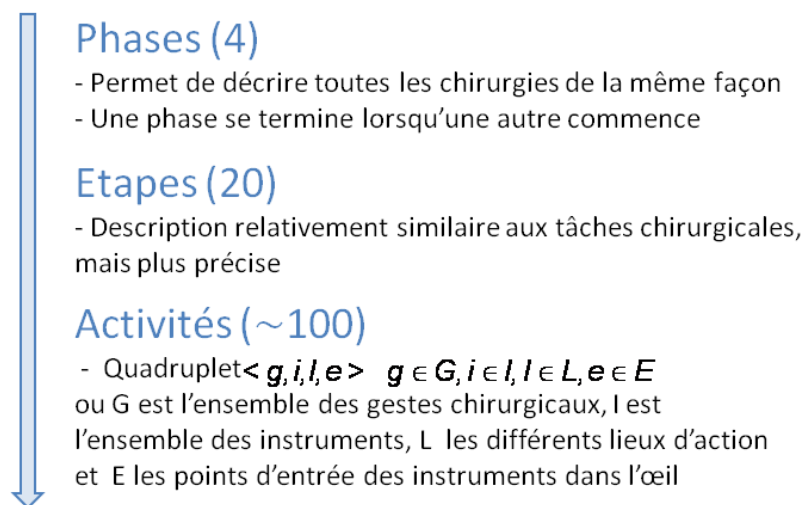 Phases (4)
- Permet de décrire toutes les chirurgies de la même façon
- Une phase se termine lorsqu'une autre commence
Etapes (20)
- Description relativement similaire aux tâches chirurgicales,
mais plus précise
Activités (~100)
- Quadruplet< g, i, l, e > g ∈ G, i ∈ I, l ∈ L, e ∈ E
ou G est l'ensemble des gestes chirurgicaux, I est
l'ensemble des instruments, L les différents lieux d'action
et E les points d'entrée des instruments dans l'œil